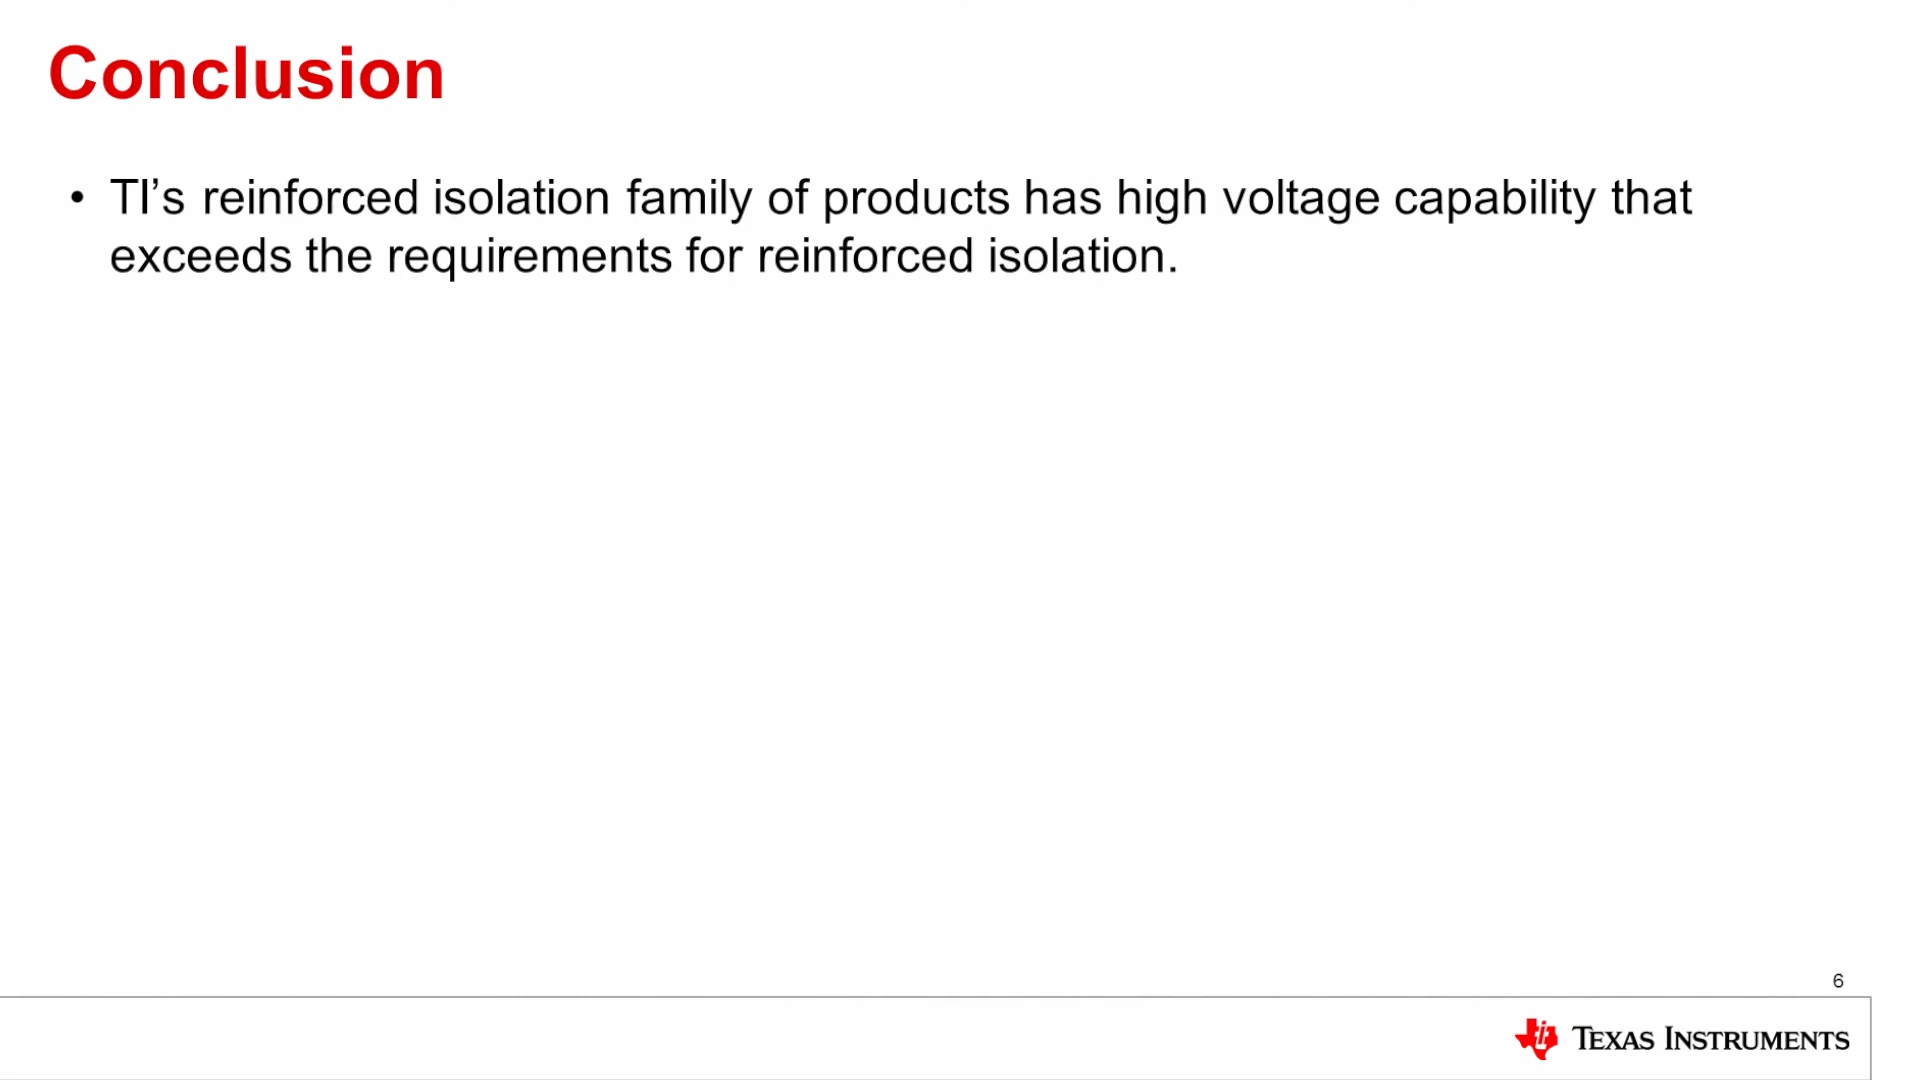 Conclusion
• TI’s reinforced isolation family of products has high voltage capability that
exceeds the requirements for reinforced isolation.
6
TEXAS INSTRUMENTS